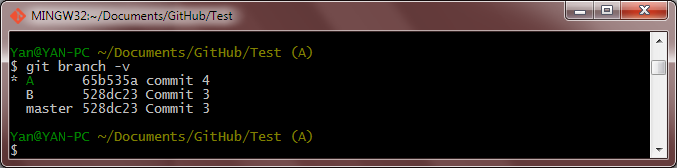 MINGW32:~/Documents/GitHub/Test
Yan@YAN-PC ~/Documents/GitHub/Test (A)
$ git branch -v
* A      65b535a commit 4
  B      528dc23 Commit 3
  master 528dc23 Commit 3
Yan@YAN-PC ~/Documents/GitHub/Test (A)
$